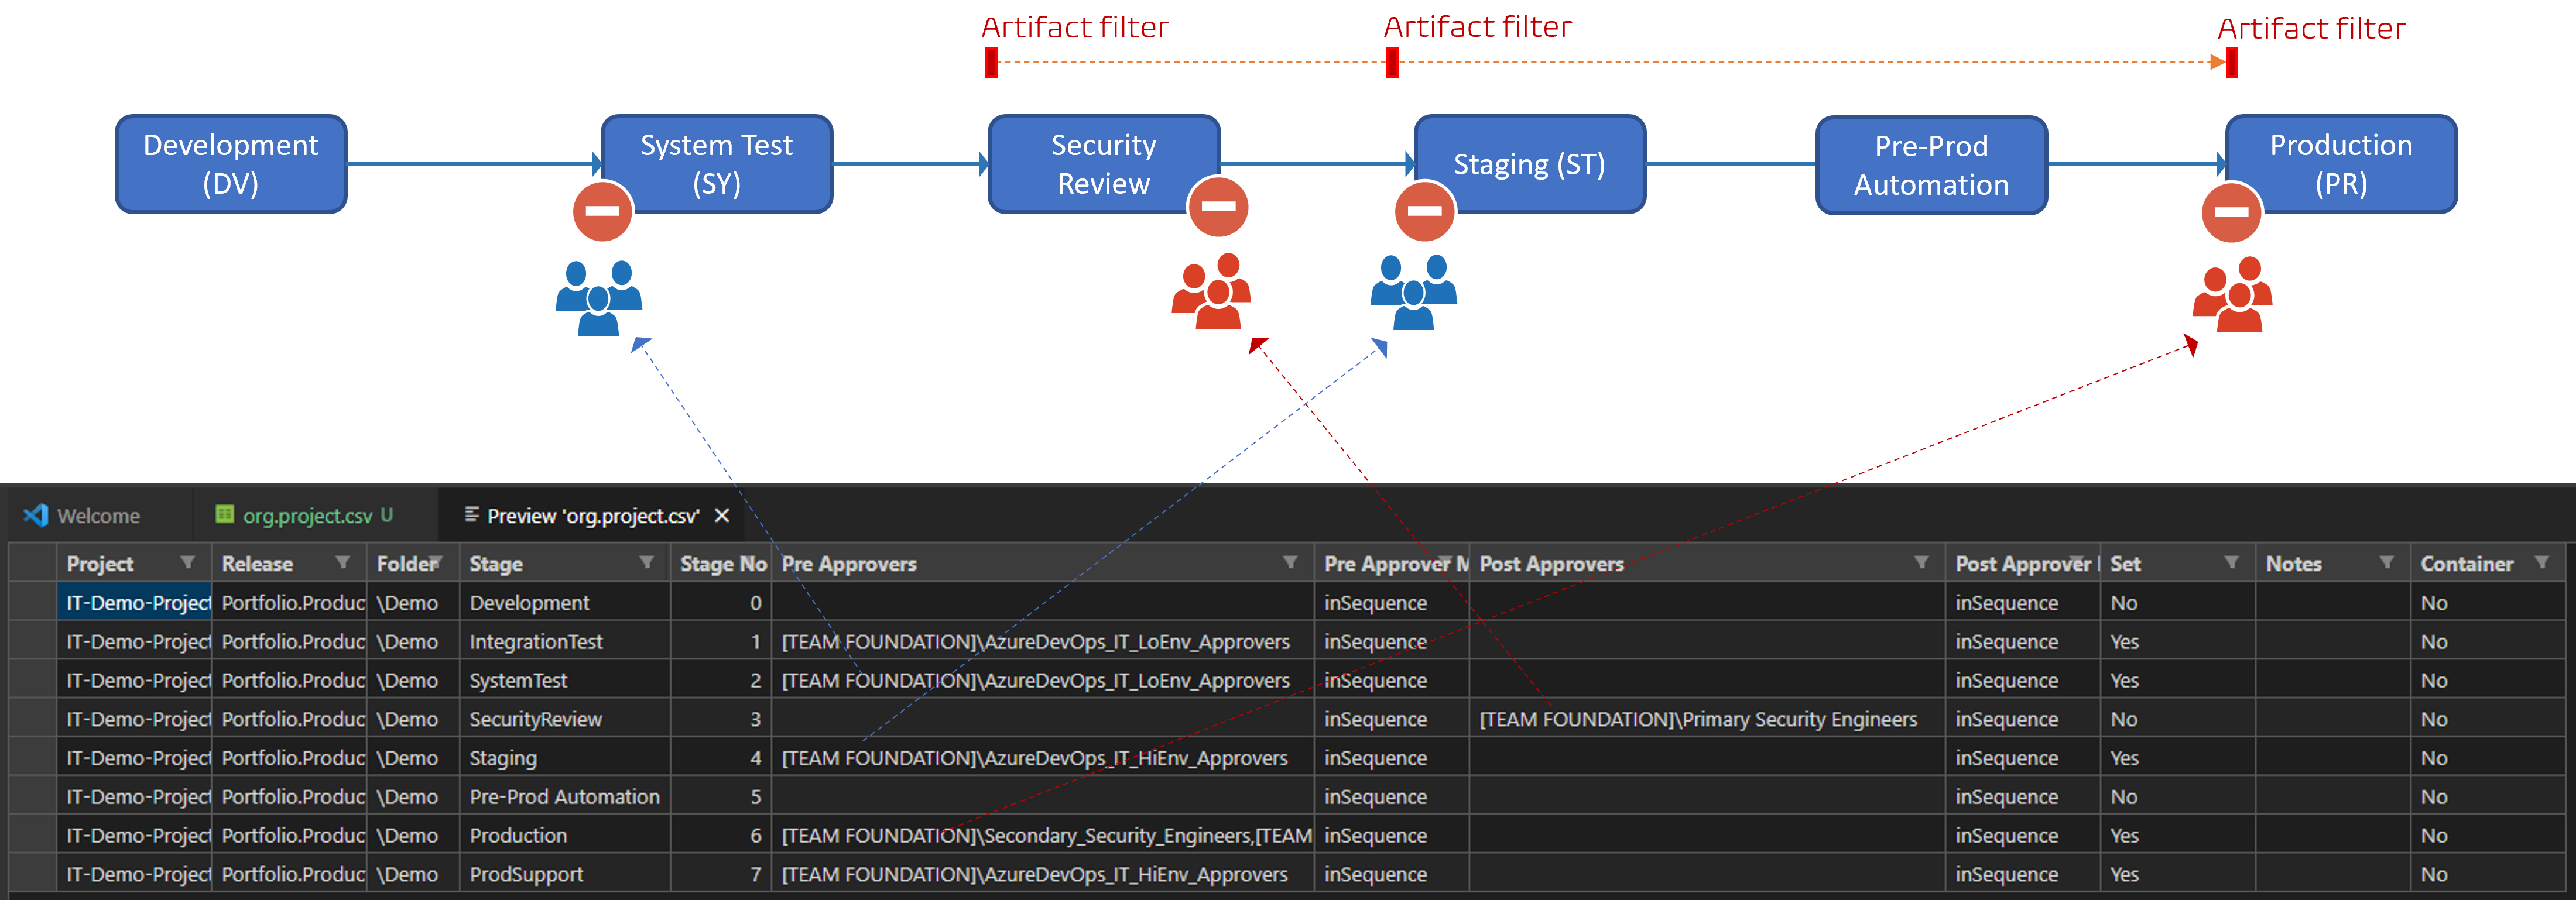 Artifact filter Artifact filter Artifact filter
Development (DV)
System Test (SY)
Security Review
Staging (ST)
Pre-Prod Automation
Production (PR)
Welcome org.project.csv U Preview 'org.project.csv' ×
Project Release Folder Stage Stage No Pre Approvers Pre Approver M Post Approvers Post Approver Set Notes Container
IT-Demo-Project Portfolio.Produc \Demo Development 0 inSequence inSequence No No
IT-Demo-Project Portfolio.Produc \Demo IntegrationTest 1 [TEAM FOUNDATION]\AzureDevOps_IT_LoEnv_Approvers inSequence inSequence Yes No
IT-Demo-Project Portfolio.Produc \Demo SystemTest 2 [TEAM FOUNDATION]\AzureDevOps_IT_LoEnv_Approvers inSequence inSequence Yes No
IT-Demo-Project Portfolio.Produc \Demo SecurityReview 3 inSequence [TEAM FOUNDATION]\Primary Security Engineers inSequence No No
IT-Demo-Project Portfolio.Produc \Demo Staging 4 [TEAM FOUNDATION]\AzureDevOps_IT_HiEnv_Approvers inSequence inSequence Yes No
IT-Demo-Project Portfolio.Produc \Demo Pre-Prod Automation 5 inSequence inSequence No No
IT-Demo-Project Portfolio.Produc \Demo Production 6 [TEAM FOUNDATION]\Secondary_Security_Engineers,[TEAM inSequence inSequence Yes No
IT-Demo-Project Portfolio.Produc \Demo ProdSupport 7 [TEAM FOUNDATION]\AzureDevOps_IT_HiEnv_Approvers inSequence inSequence Yes No